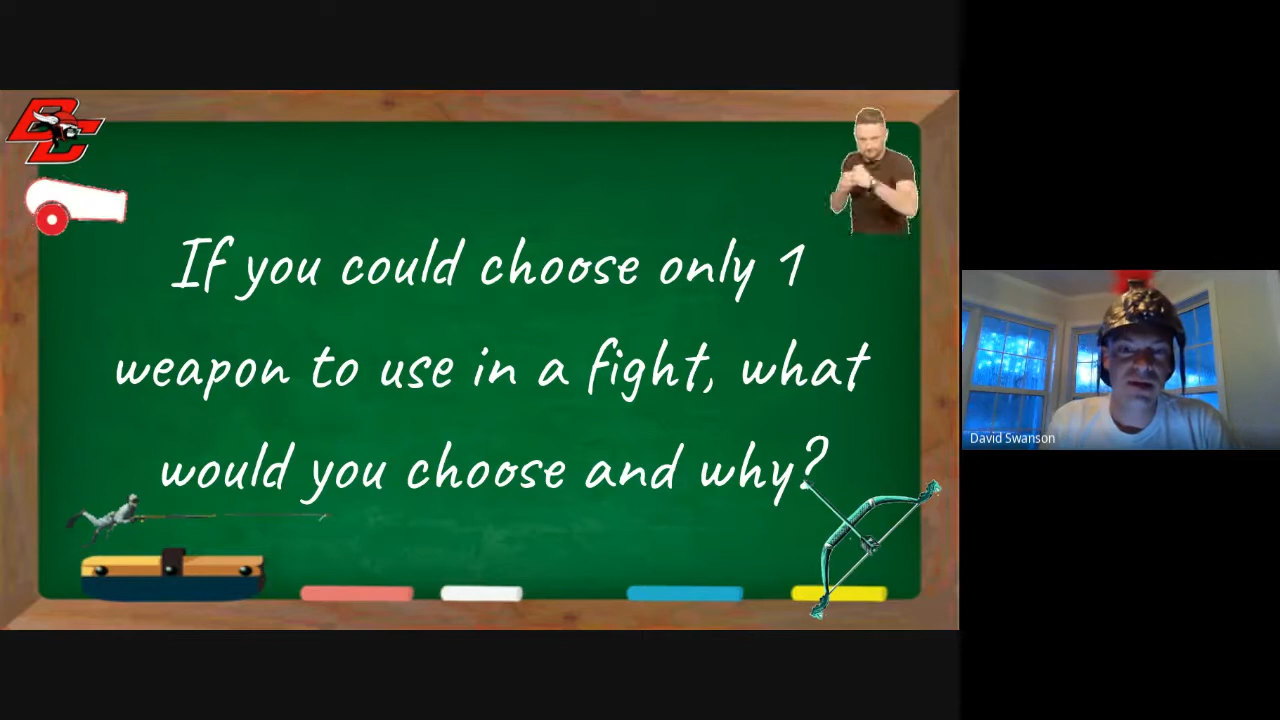 BC
If you could choose only 1
weapon to use in a fight, what
would you choose and why?
David Swanson